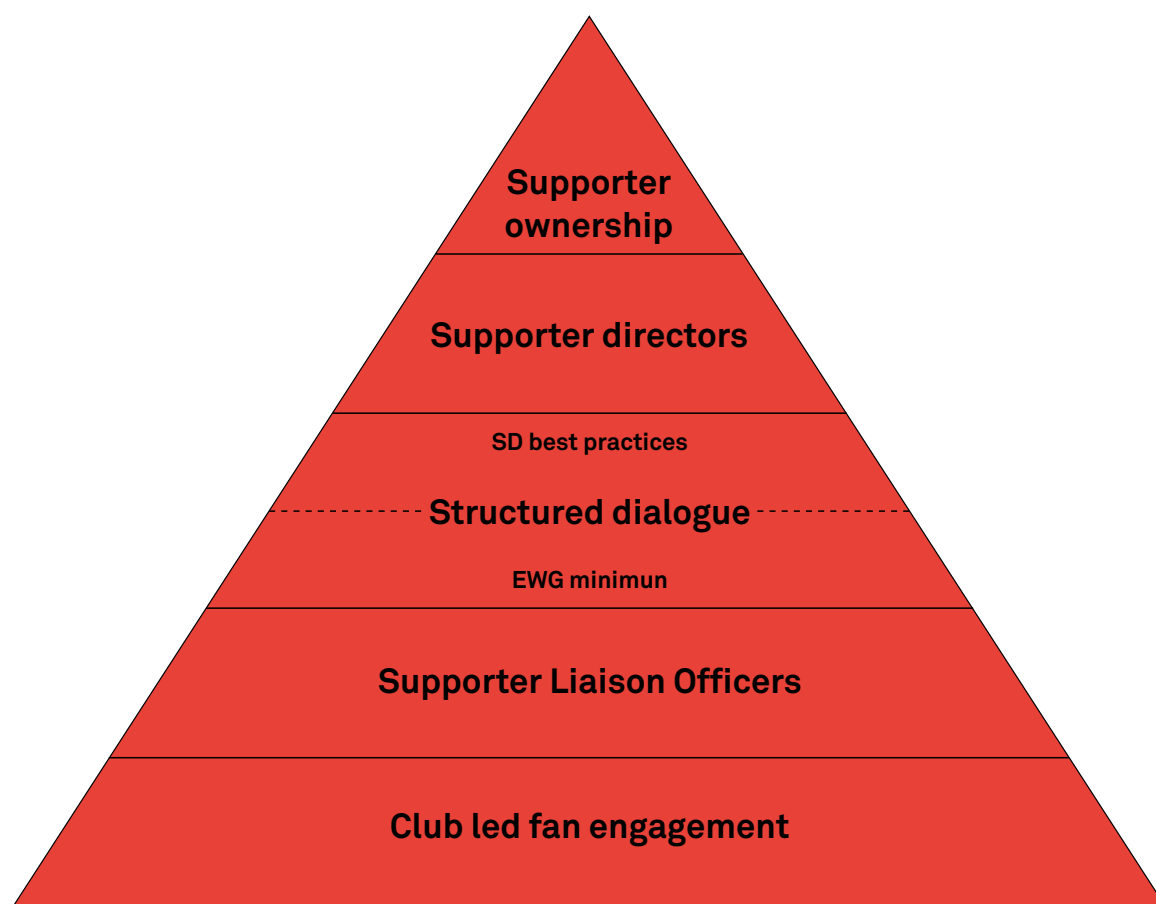 Supporter
ownership
Supporter directors
SD best practices
Structured dialogue
EWG minimun
Supporter Liaison Officers
Club led fan engagement